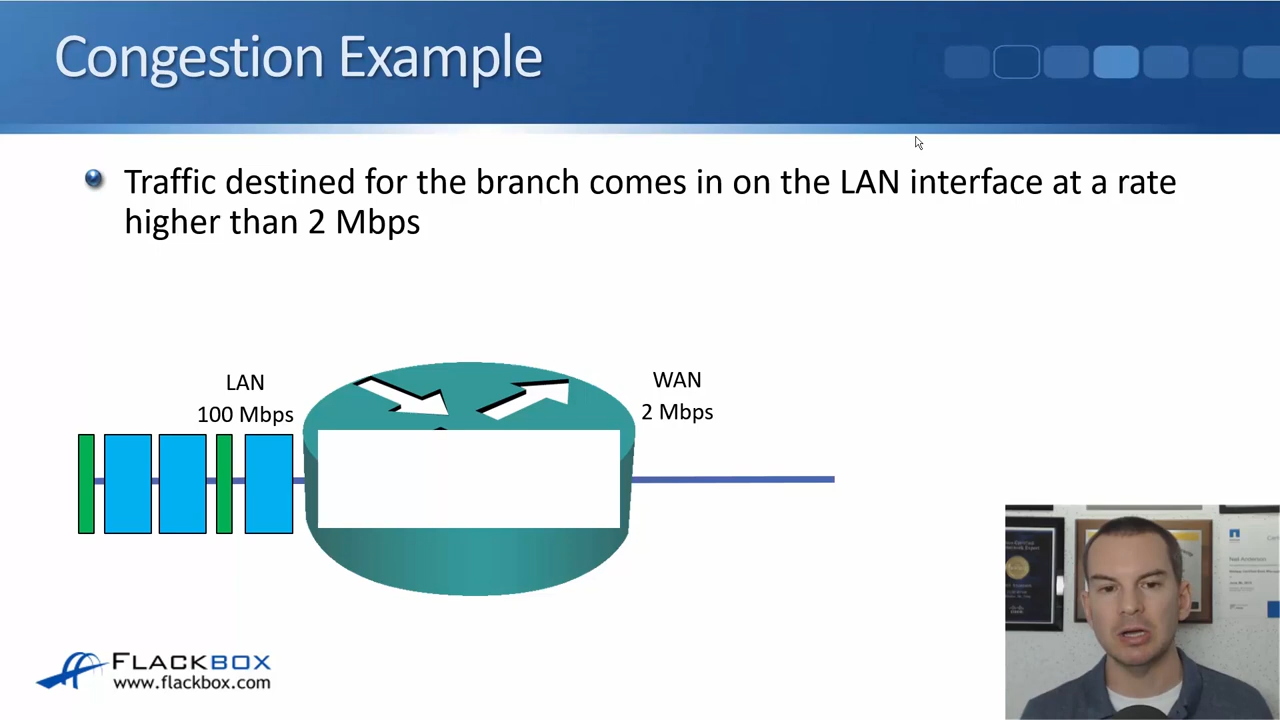 Congestion Example
Traffic destined for the branch comes in on the LAN interface at a rate
higher than 2 Mbps
LAN
100 Mbps
WAN
2 Mbps
FLACKBOX
www.flackbox.com